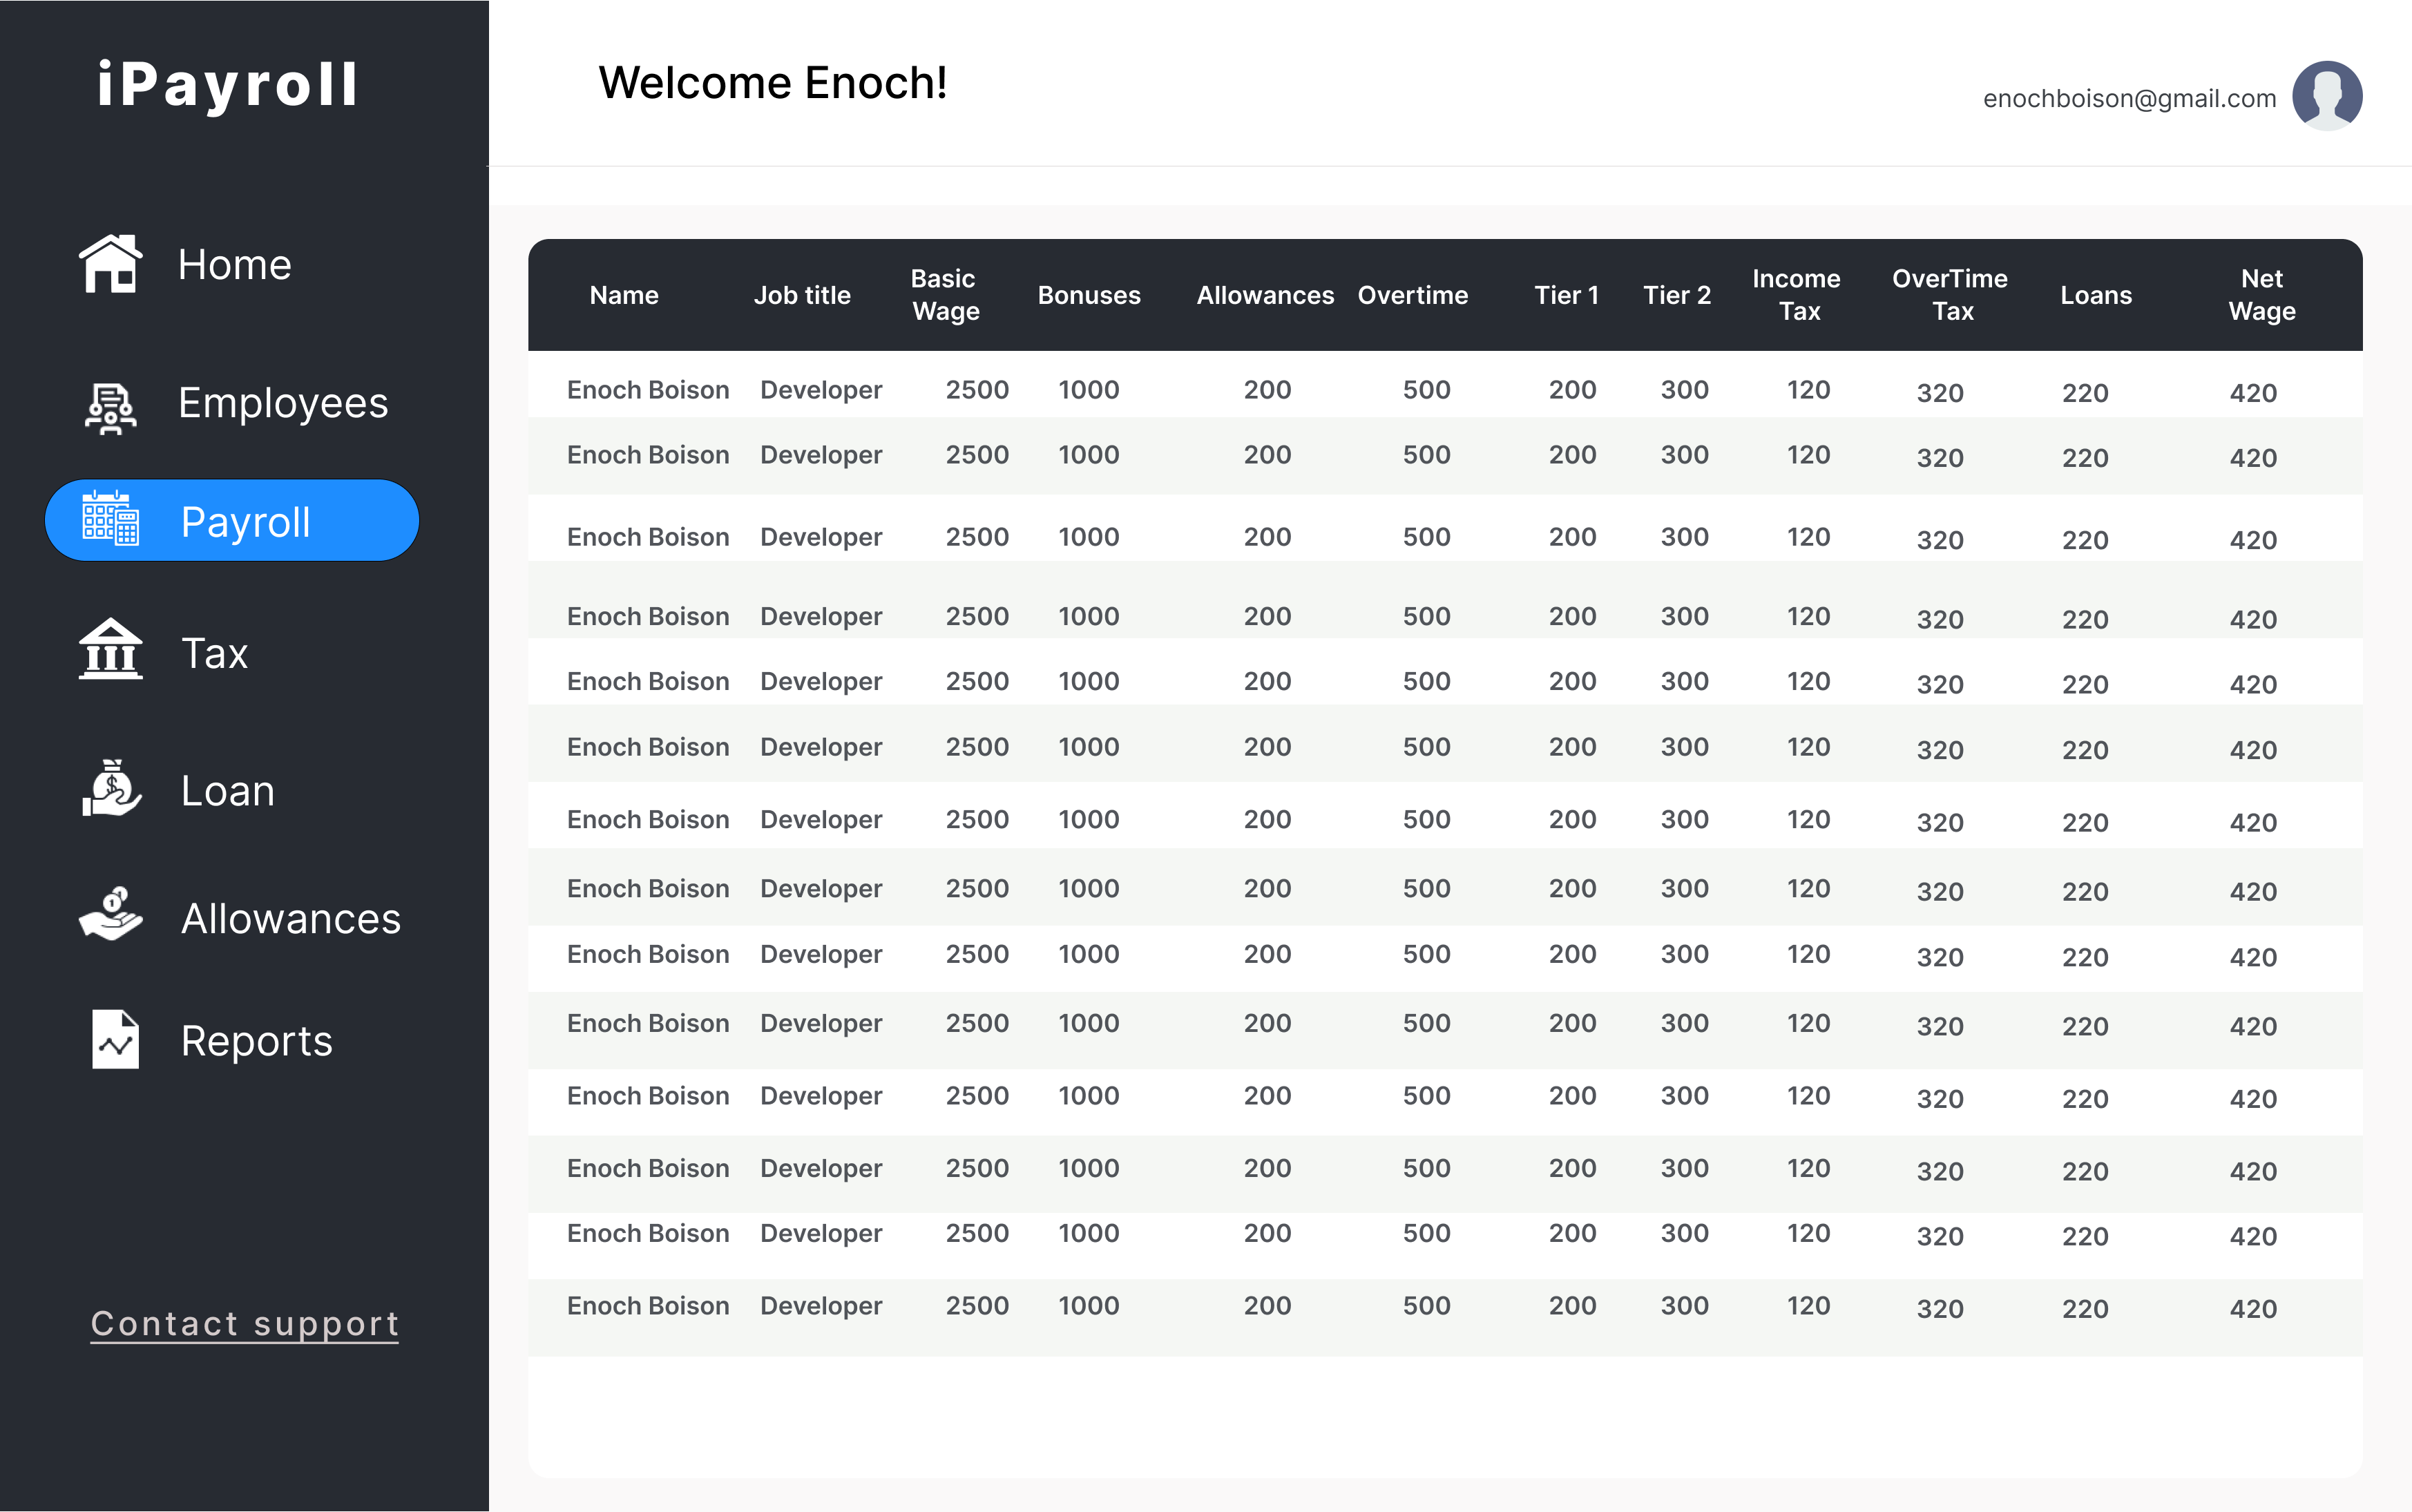 iPayroll
Welcome Enoch!
enochboison@gmail.com
Home
Employees
Payroll
Tax
Loan
$
Allowances
1
Reports
Contact support
Name Job title Basic Wage Bonuses Allowances Overtime Tier 1 Tier 2 Income Tax OverTime Tax Loans Net Wage
Enoch Boison Developer 2500 1000 200 500 200 300 120 320 220 420
Enoch Boison Developer 2500 1000 200 500 200 300 120 320 220 420
Enoch Boison Developer 2500 1000 200 500 200 300 120 320 220 420
Enoch Boison Developer 2500 1000 200 500 200 300 120 320 220 420
Enoch Boison Developer 2500 1000 200 500 200 300 120 320 220 420
Enoch Boison Developer 2500 1000 200 500 200 300 120 320 220 420
Enoch Boison Developer 2500 1000 200 500 200 300 120 320 220 420
Enoch Boison Developer 2500 1000 200 500 200 300 120 320 220 420
Enoch Boison Developer 2500 1000 200 500 200 300 120 320 220 420
Enoch Boison Developer 2500 1000 200 500 200 300 120 320 220 420
Enoch Boison Developer 2500 1000 200 500 200 300 120 320 220 420
Enoch Boison Developer 2500 1000 200 500 200 300 120 320 220 420
Enoch Boison Developer 2500 1000 200 500 200 300 120 320 220 420
Enoch Boison Developer 2500 1000 200 500 200 300 120 320 220 420